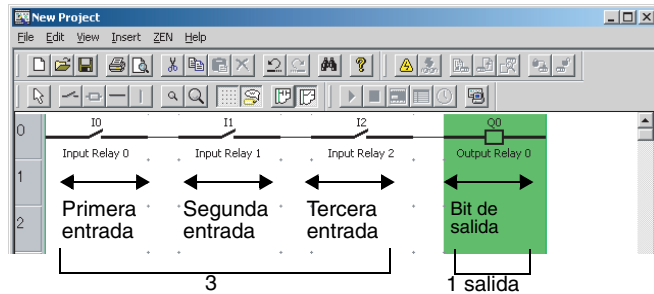 New Project
File Edit View Insert ZEN Help
0
I0 I1 I2 Q0
Input Relay 0 Input Relay 1 Input Relay 2 Output Relay 0
1
Primera entrada
Segunda entrada
Tercera entrada
Bit de salida
2
3
1 salida